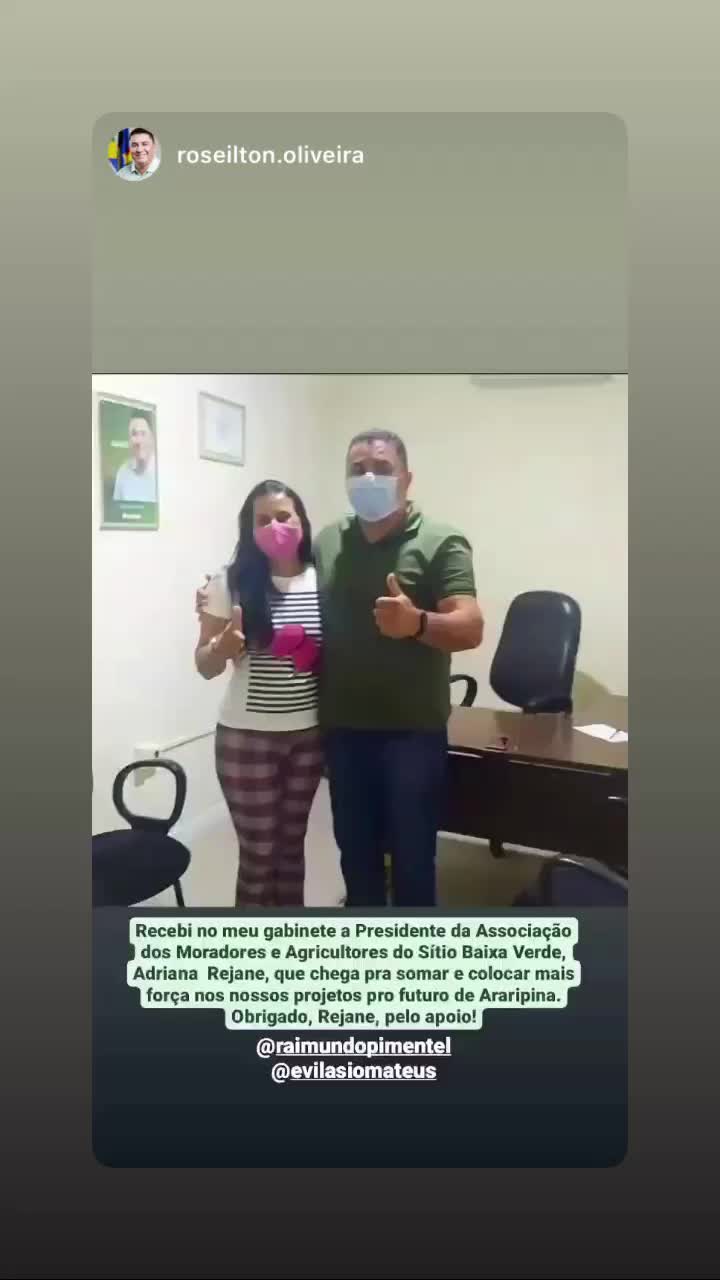 roseilton.oliveira
Recebi no meu gabinete a Presidente da Associação
dos Moradores e Agricultores do Sítio Baixa Verde,
Adriana Rejane, que chega pra somar e colocar mais
força nos nossos projetos pro futuro de Araripina.
Obrigado, Rejane, pelo apoio!
@raimundopimentel
@evilasiomateus